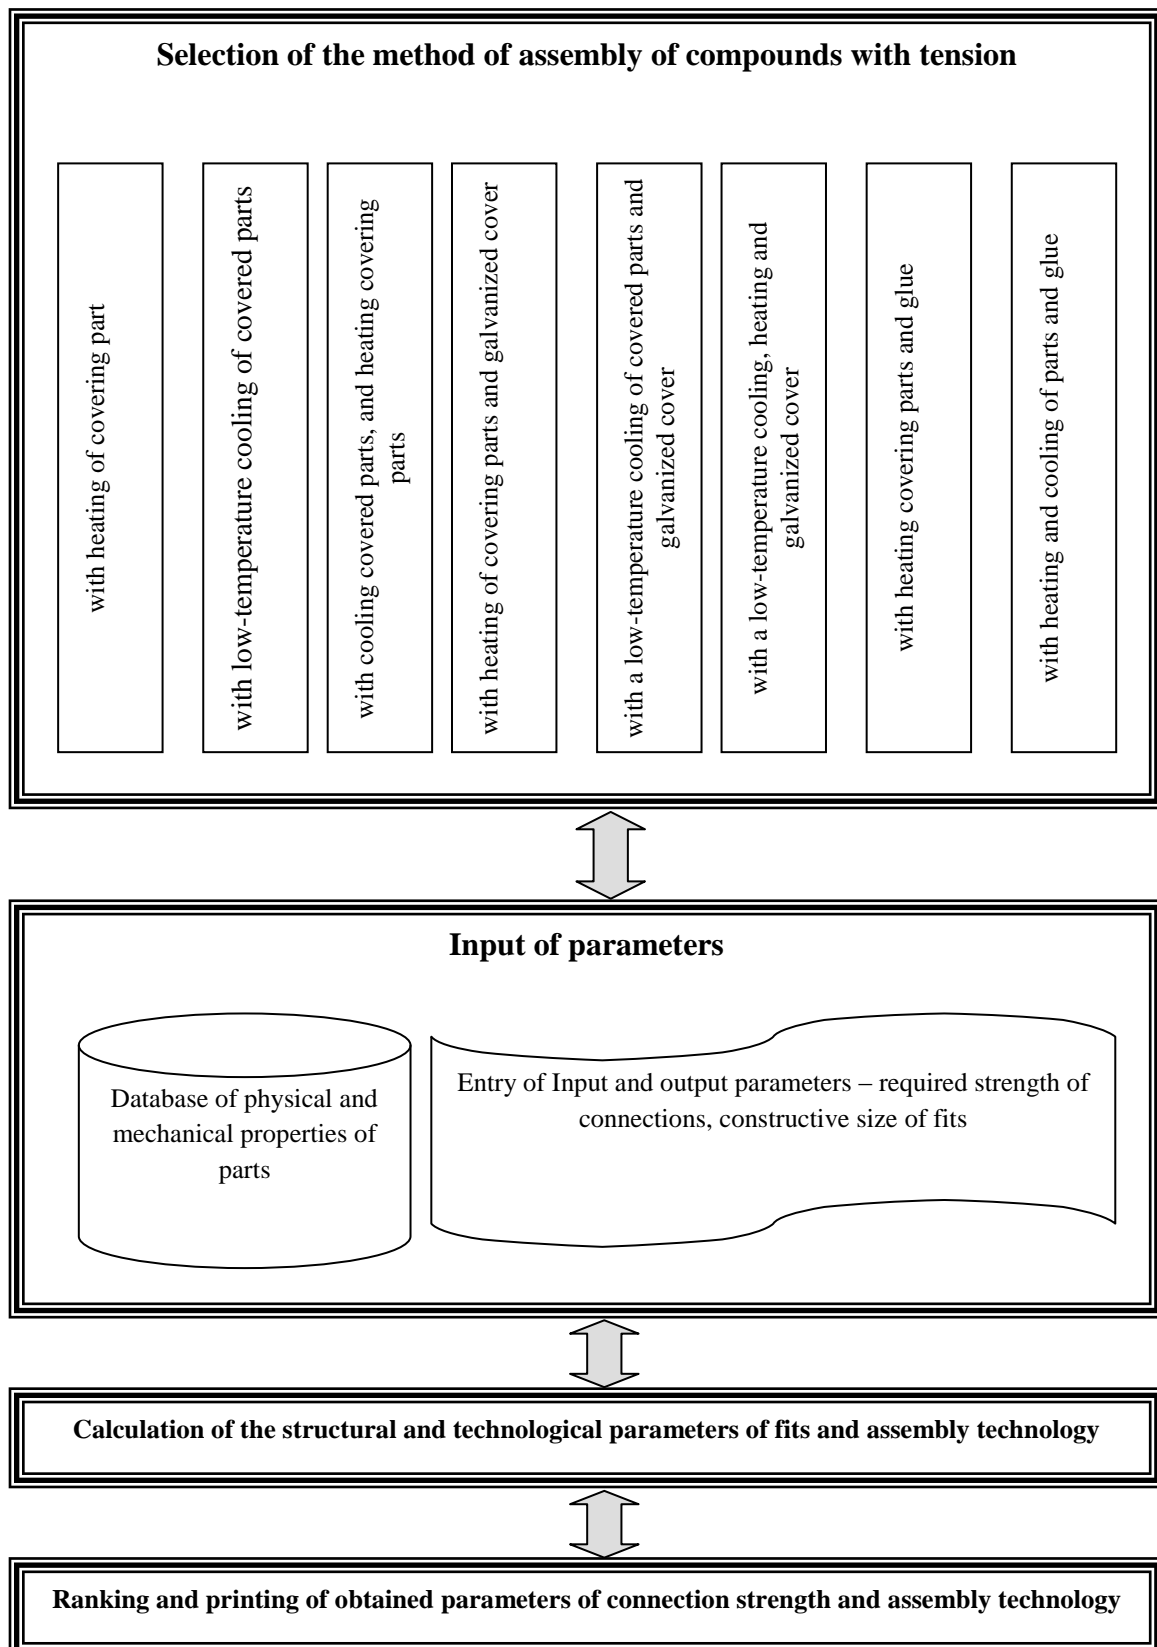 Selection of the method of assembly of compounds with tension
with heating of covering part
with low-temperature cooling of covered parts
with cooling covered parts, and heating covering
parts
with heating of covering parts and galvanized cover
with a low-temperature cooling of covered parts and
galvanized cover
with a low-temperature cooling, heating and
galvanized cover
with heating covering parts and glue
with heating and cooling of parts and glue
Input of parameters
Database of physical and
mechanical properties of
parts
Entry of Input and output parameters – required strength of
connections, constructive size of fits
Calculation of the structural and technological parameters of fits and assembly technology
Ranking and printing of obtained parameters of connection strength and assembly technology